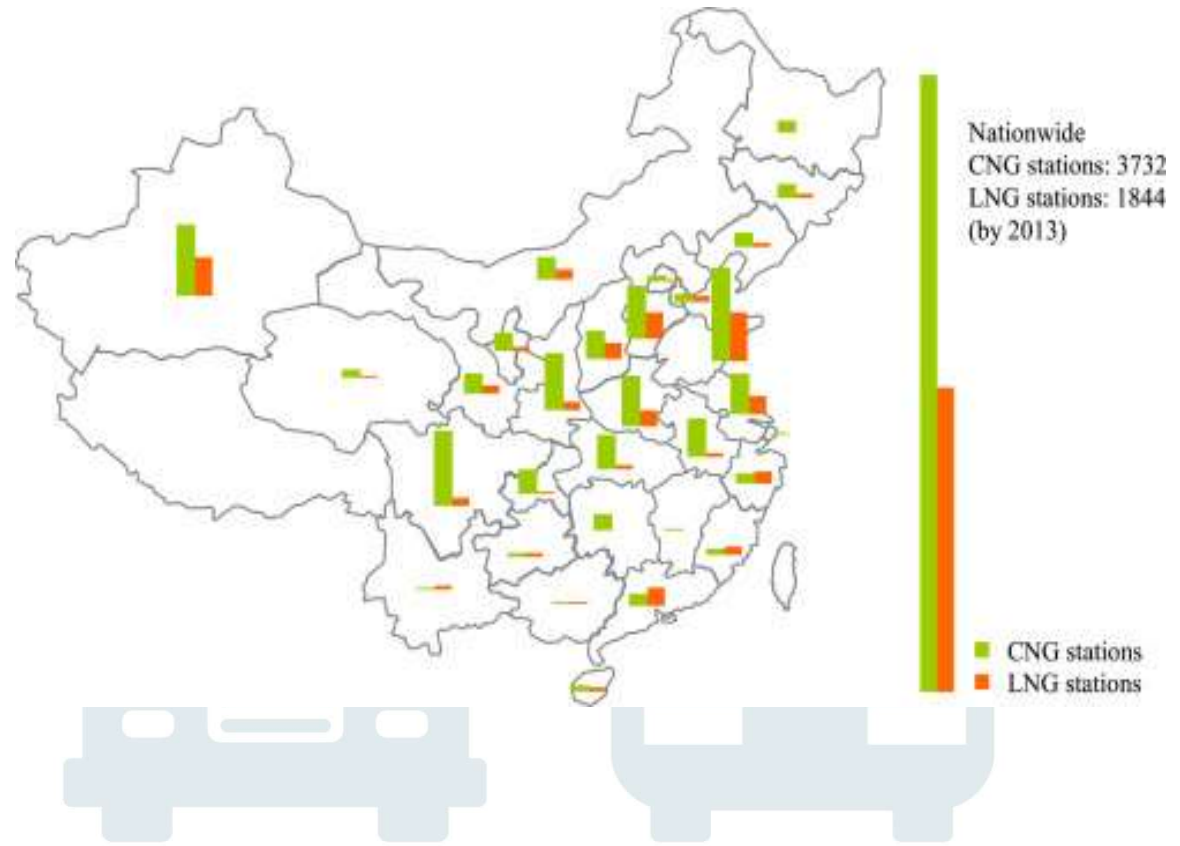 Nationwide
CNG stations: 3732
LNG stations: 1844
(by 2013)
CNG stations
LNG stations